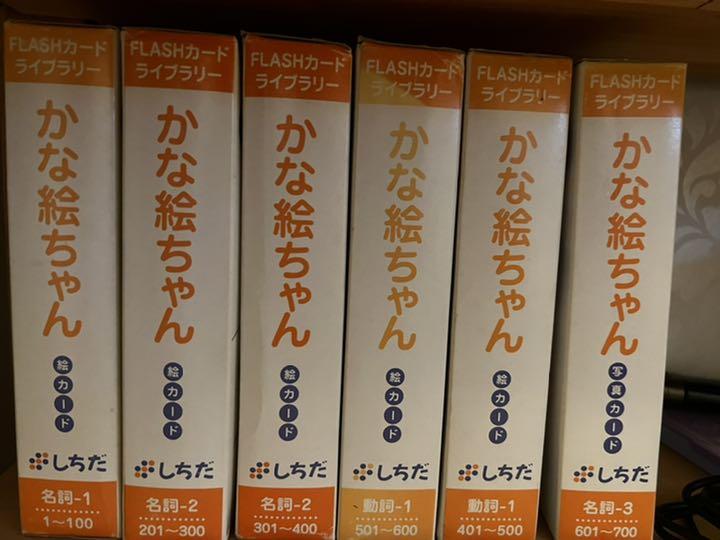 FLASHカード
ライブラリー
かな絵ちゃん
絵カード
しちだ
名詞-1
1～100
FLASHカード
ライブラリー
かな絵ちゃん
絵カード
しちだ
名詞-2
201～300
FLASHカード
ライブラリー
かな絵ちゃん
絵カード
しちだ
名詞-2
301～400
FLASHカード
ライブラリー
かな絵ちゃん
絵カード
しちだ
動詞-1
501～600
FLASHカード
ライブラリー
かな絵ちゃん
絵カード
しちだ
動詞-1
401～500
FLASHカード
ライブラリー
かな絵ちゃん
写真カード
しちだ
名詞-3
601～700